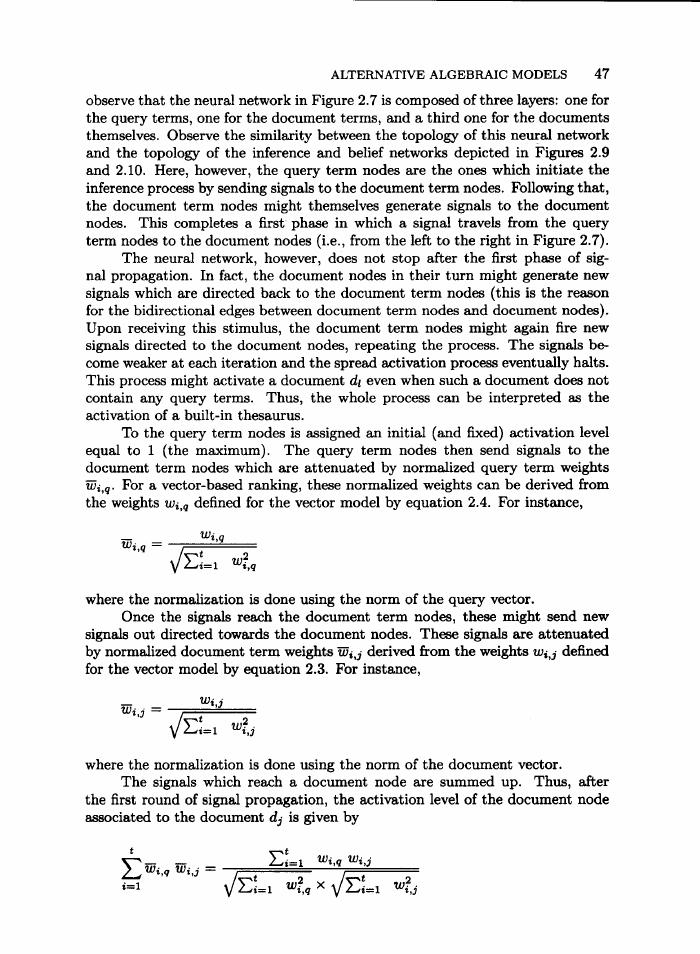 ALTERNATIVE ALGEBRAIC MODELS 47
observe that the neural network in Figure 2.7 is composed of three layers: one for
the query terms, one for the document terms, and a third one for the documents
themselves. Observe the similarity between the topology of this neural network
and the topology of the inference and belief networks depicted in Figures 2.9
and 2.10. Here, however, the query term nodes are the ones which initiate the
inference process by sending signals to the document term nodes. Following that,
the document term nodes might themselves generate signals to the document
nodes. This completes a first phase in which a signal travels from the query
term nodes to the document nodes (i.e., from the left to the right in Figure 2.7).
The neural network, however, does not stop after the first phase of sig-
nal propagation. In fact, the document nodes in their turn might generate new
signals which are directed back to the document term nodes (this is the reason
for the bidirectional edges between document term nodes and document nodes).
Upon receiving this stimulus, the document term nodes might again fire new
signals directed to the document nodes, repeating the process. The signals be-
come weaker at each iteration and the spread activation process eventually halts.
This process might activate a document d_l even when such a document does not
contain any query terms. Thus, the whole process can be interpreted as the
activation of a built-in thesaurus.
To the query term nodes is assigned an initial (and fixed) activation level
equal to 1 (the maximum). The query term nodes then send signals to the
document term nodes which are attenuated by normalized query term weights
w̅_{i,q}. For a vector-based ranking, these normalized weights can be derived from
the weights w_{i,q} defined for the vector model by equation 2.4. For instance,
w̅_{i,q} = w_{i,q} / √(∑_{i=1}^{t} w_{i,q}^2)
where the normalization is done using the norm of the query vector.
Once the signals reach the document term nodes, these might send new
signals out directed towards the document nodes. These signals are attenuated
by normalized document term weights w̅_{i,j} derived from the weights w_{i,j} defined
for the vector model by equation 2.3. For instance,
w̅_{i,j} = w_{i,j} / √(∑_{i=1}^{t} w_{i,j}^2)
where the normalization is done using the norm of the document vector.
The signals which reach a document node are summed up. Thus, after
the first round of signal propagation, the activation level of the document node
associated to the document d_j is given by
∑_{i=1}^{t} w̅_{i,q} w̅_{i,j} = ∑_{i=1}^{t} w_{i,q} w_{i,j} / (√(∑_{i=1}^{t} w_{i,q}^2) × √(∑_{i=1}^{t} w_{i,j}^2))